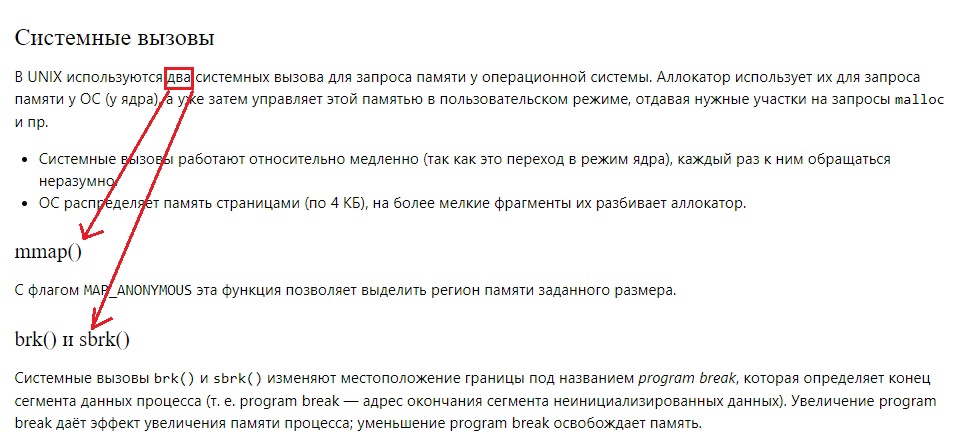 Системные вызовы
В UNIX используются два системных вызова для запроса памяти у операционной системы. Аллокатор использует их для запроса
памяти у ОС (у ядра), а уже затем управляет этой памятью в пользовательском режиме, отдавая нужные участки на запросы malloc
и пр.
• Системные вызовы работают относительно медленно (так как это переход в режим ядра), каждый раз к ним обращаться
неразумно.
• ОС распределяет память страницами (по 4 КБ), на более мелкие фрагменты их разбивает аллокатор.
mmap()
С флагом MAP_ANONYMOUS эта функция позволяет выделить регион памяти заданного размера.
brk() и sbrk()
Системные вызовы brk() и sbrk() изменяют местоположение границы под названием program break, которая определяет конец
сегмента данных процесса (т. е. program break — адрес окончания сегмента неинициализированных данных). Увеличение program
break даёт эффект увеличения памяти процесса; уменьшение program break освобождает память.